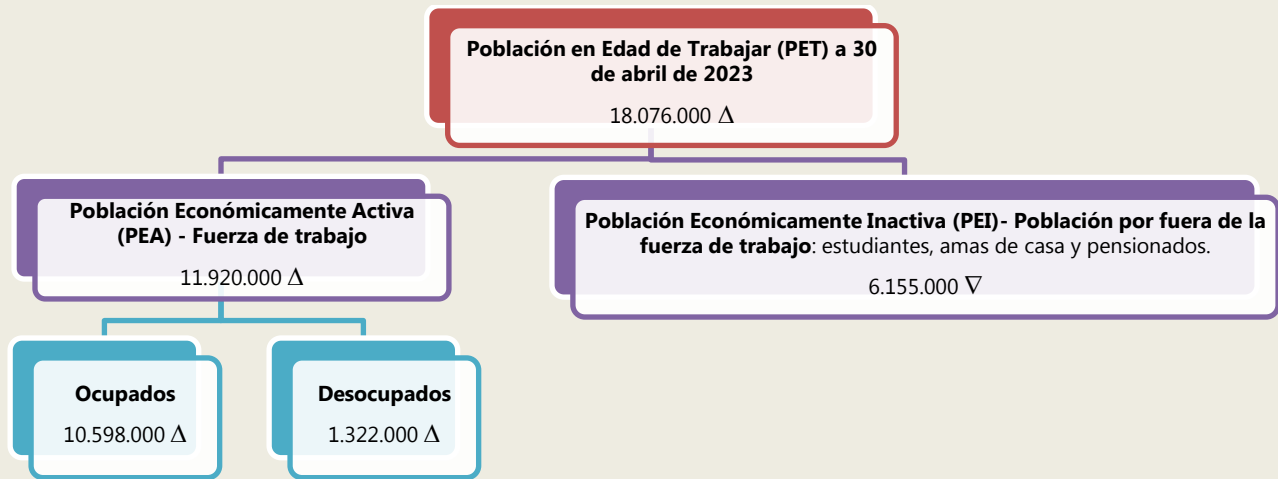 Población en Edad de Trabajar (PET) a 30
de abril de 2023
18.076.000 Δ
Población Económicamente Activa
(PEA) - Fuerza de trabajo
11.920.000 Δ
Población Económicamente Inactiva (PEI)- Población por fuera de la
fuerza de trabajo: estudiantes, amas de casa y pensionados.
6.155.000 ∇
Ocupados
10.598.000 Δ
Desocupados
1.322.000 Δ